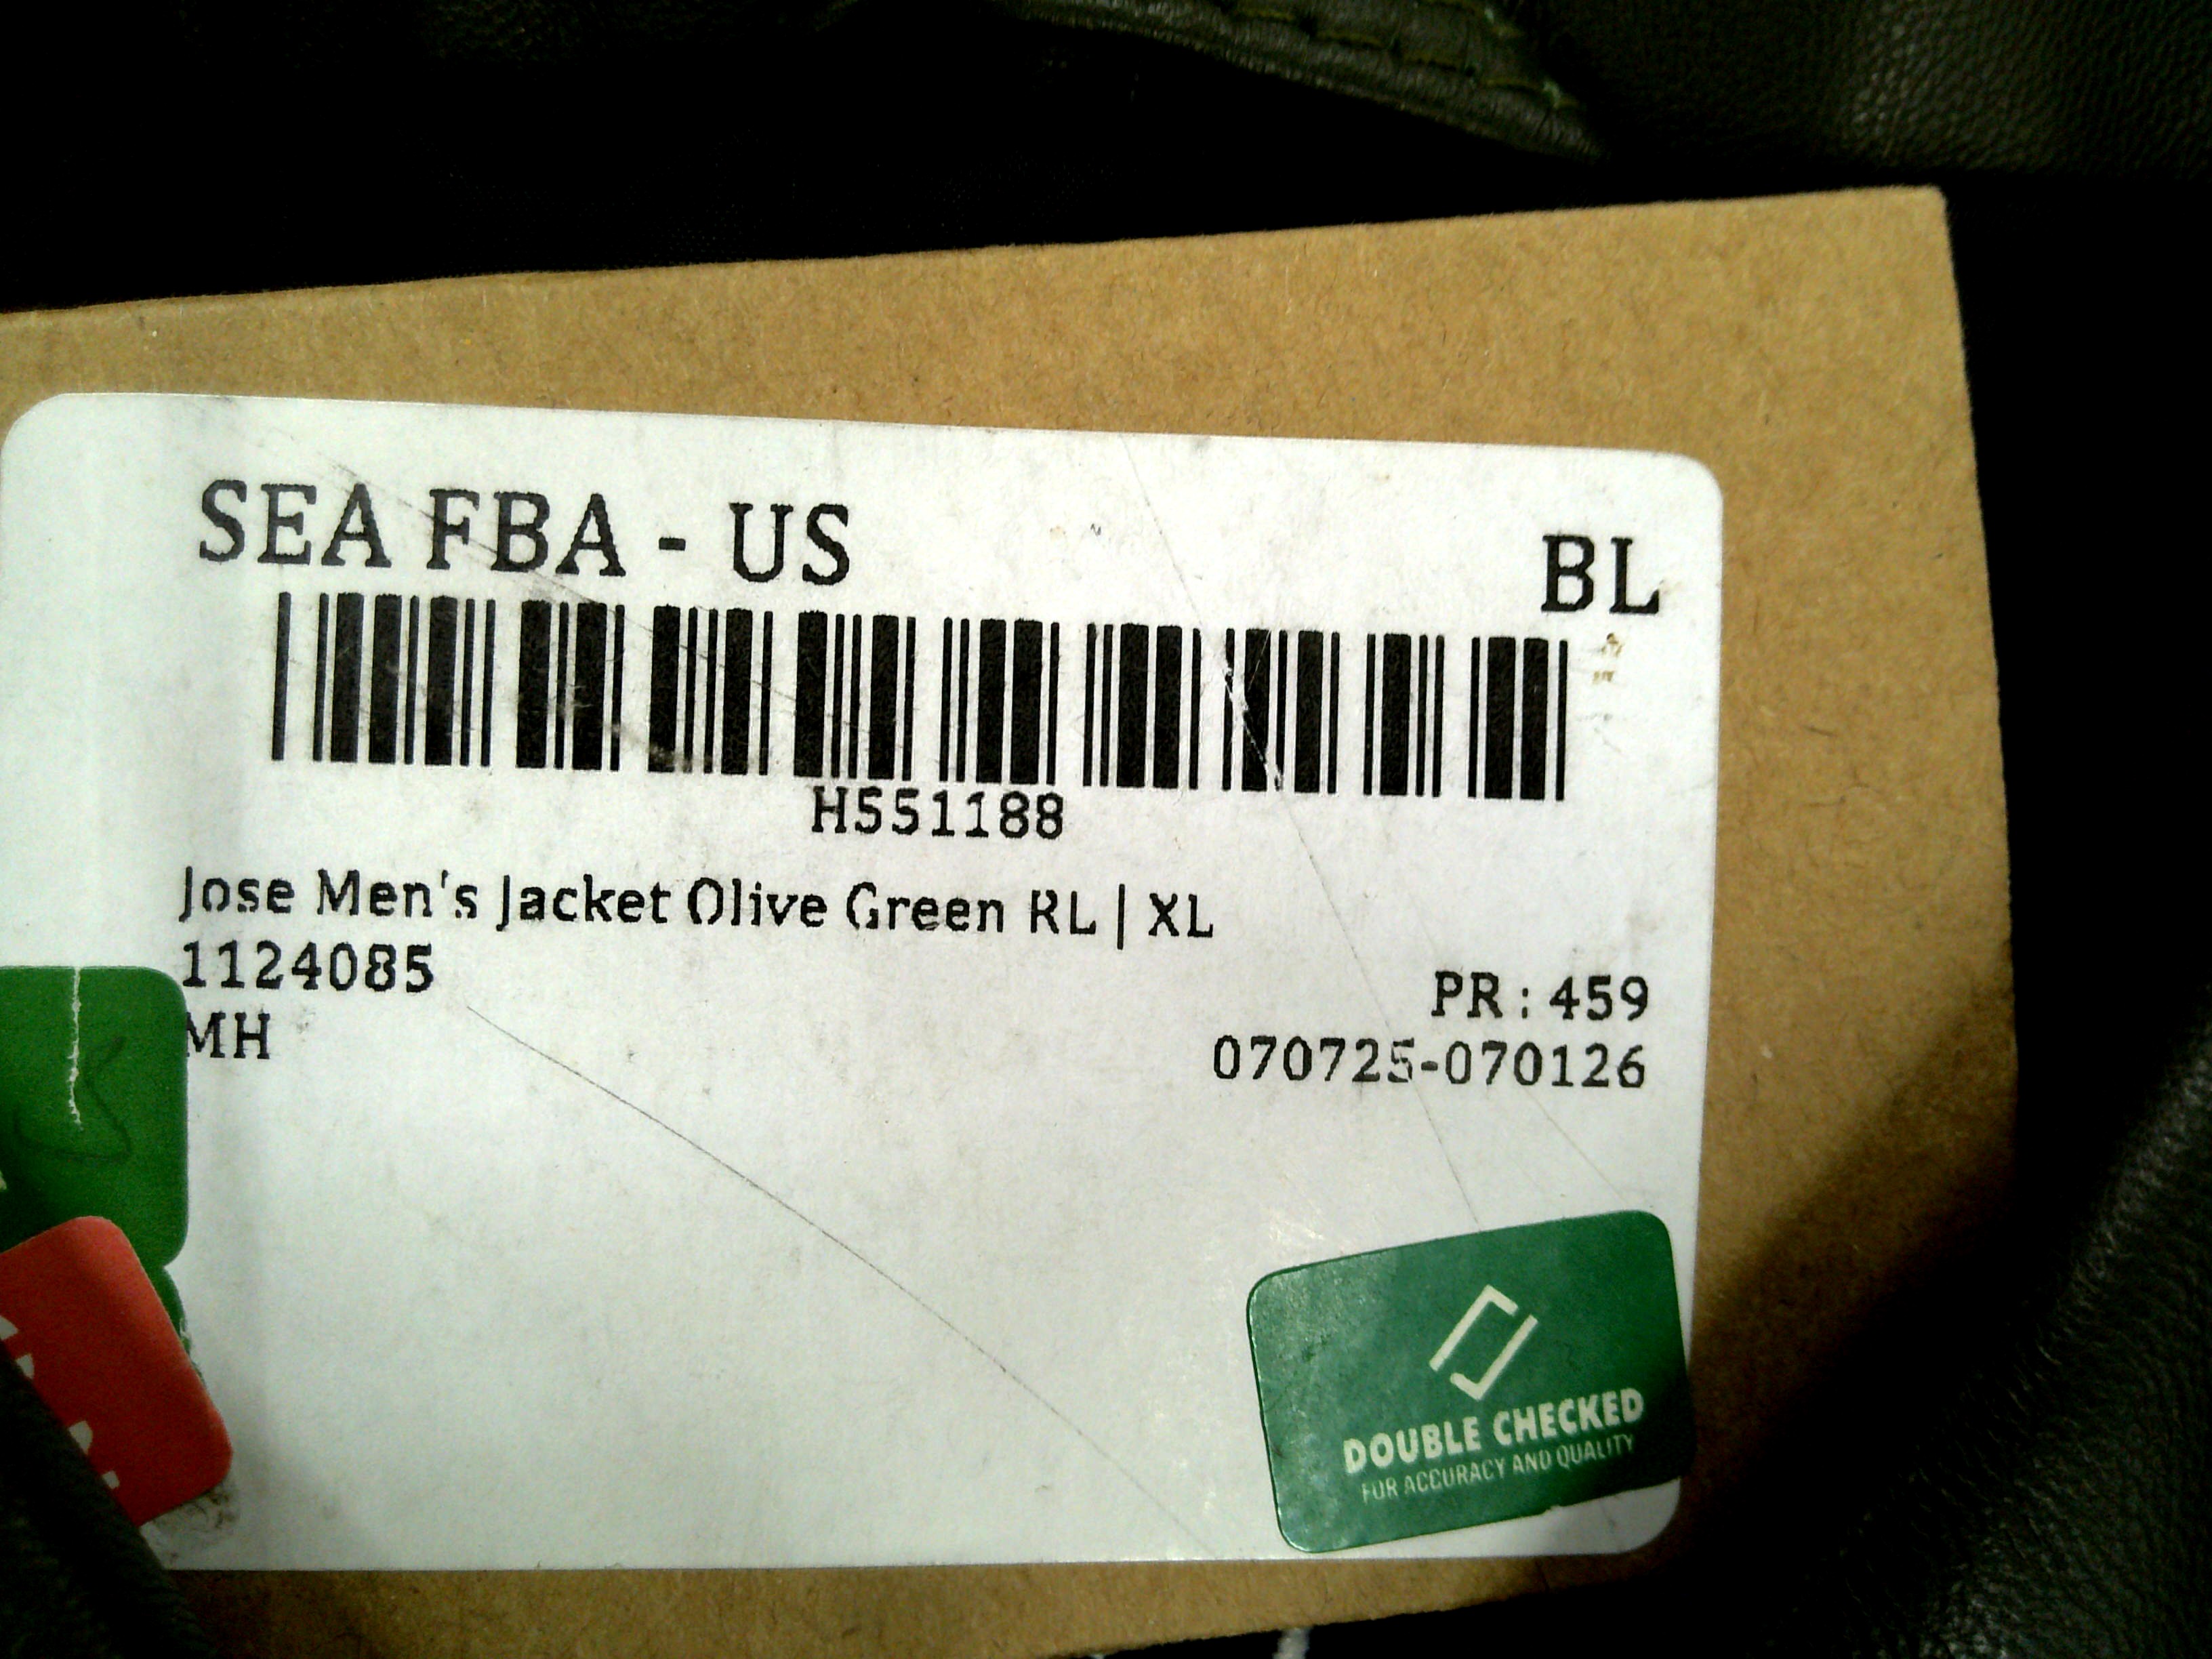 SEA FBA - US
BL
H551188
Jose Men's Jacket Olive Green RL | XL
1124085
PR : 459
MH
070725-070126
DOUBLE CHECKED
FOR ACCURACY AND QUALITY